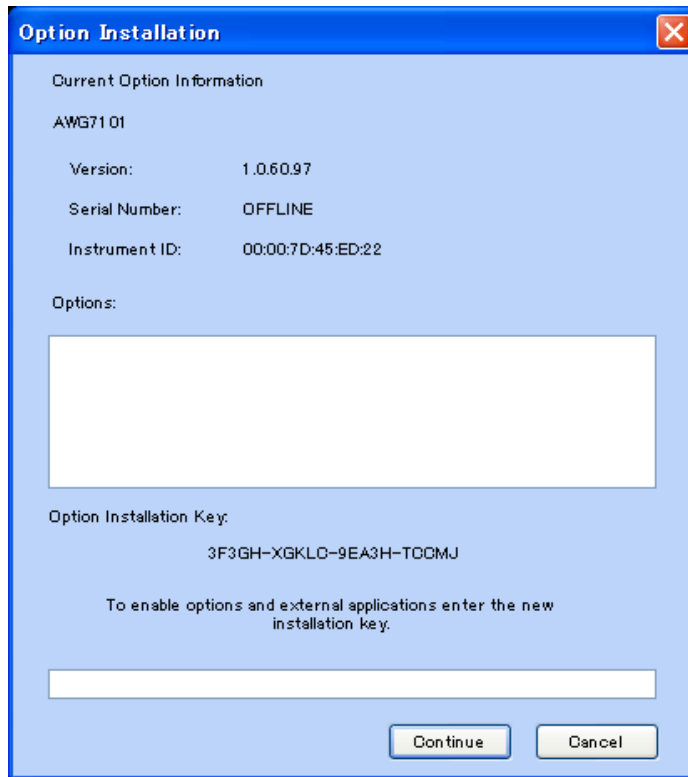 Option Installation
Current Option Information
AWG7101
Version: 1.0.60.97
Serial Number: OFFLINE
Instrument ID: 00:00:7D:45:ED:22
Options:
Option Installation Key:
3F3GH-XGKLC-9EA3H-TCCMJ
To enable options and external applications enter the new
installation key.
Continue Cancel